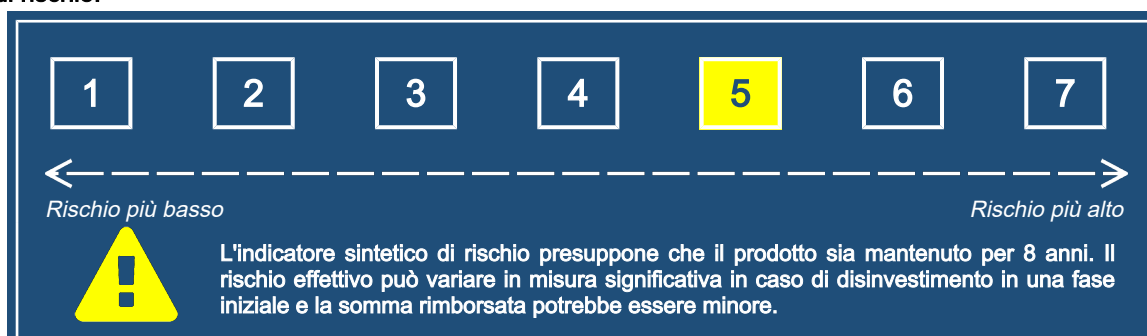 di rischio:
1 2 3 4 5 6 7
Rischio più basso
Rischio più alto
L'indicatore sintetico di rischio presuppone che il prodotto sia mantenuto per 8 anni. Il
rischio effettivo può variare in misura significativa in caso di disinvestimento in una fase
iniziale e la somma rimborsata potrebbe essere minore.